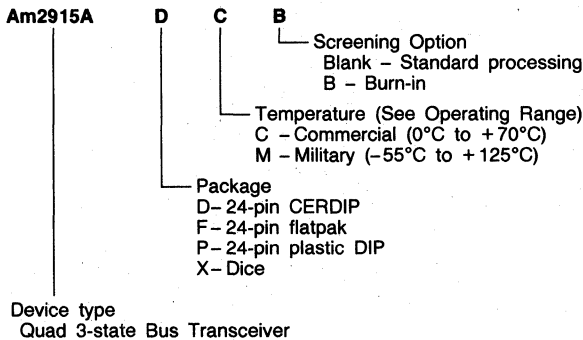 Am2915A D C B
Screening Option
Blank – Standard processing
B – Burn-in
Temperature (See Operating Range)
C – Commercial (0°C to +70°C)
M – Military (–55°C to +125°C)
Package
D – 24-pin CERDIP
F – 24-pin flatpak
P – 24-pin plastic DIP
X – Dice
Device type
Quad 3-state Bus Transceiver